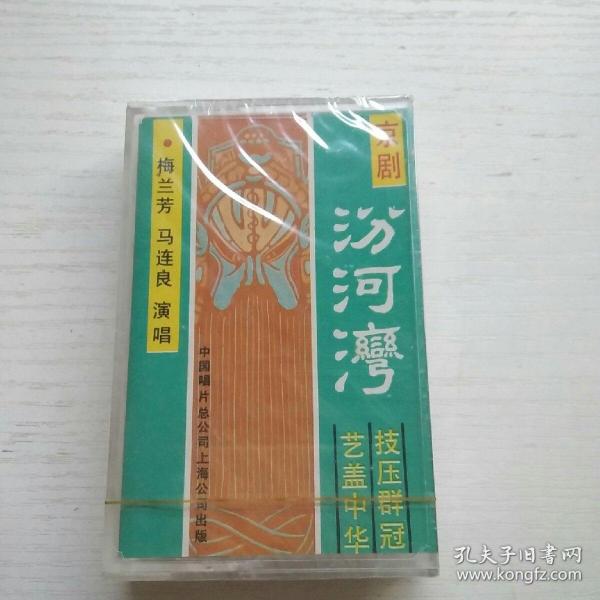 京剧
汾河灣
技压群冠
艺盖中华
·梅兰芳 马连良 演唱
中国唱片总公司上海公司出版
孔夫子旧书网
www.kongfz.com